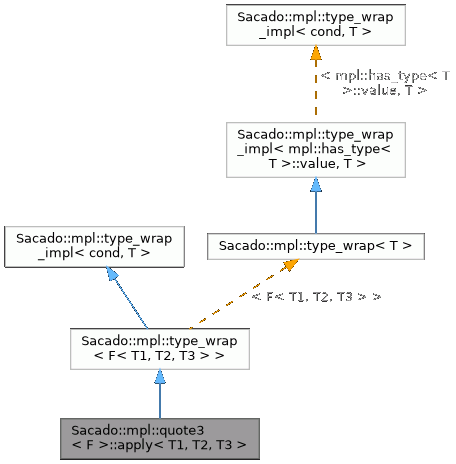 Sacado::mpl::type_wrap
_impl< cond, T >
< mpl::has_type< T
>::value, T >
Sacado::mpl::type_wrap
_impl< mpl::has_type<
T >::value, T >
Sacado::mpl::type_wrap
_impl< cond, T >
Sacado::mpl::type_wrap< T >
< F< T1, T2, T3 > >
Sacado::mpl::type_wrap
< F< T1, T2, T3 > >
Sacado::mpl::quote3
< F >::apply< T1, T2, T3 >